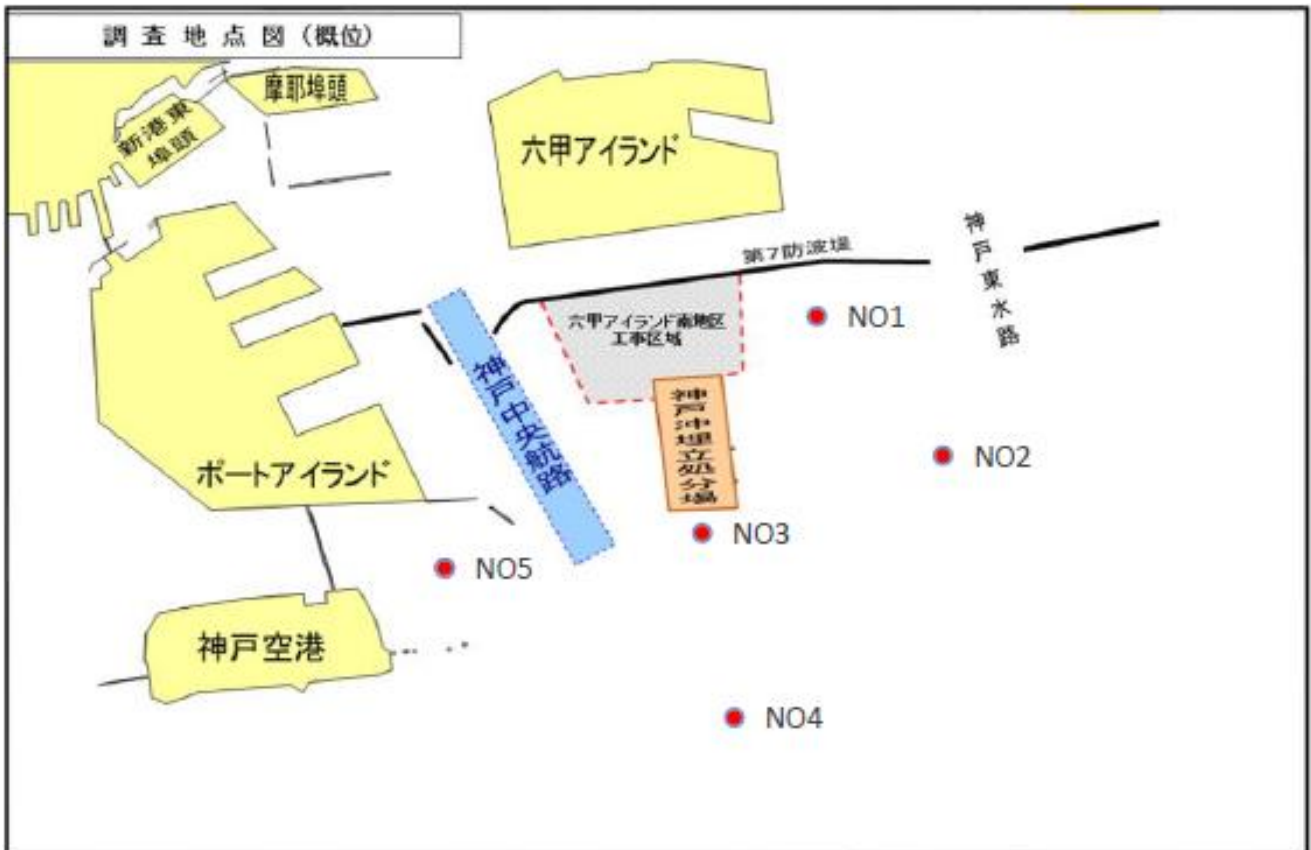 調査地点図(概位)
摩耶埠頭
新港東
埠頭
六甲アイランド
神戸東水路
第7防波堤
六甲アイランド南地区
工事区域
NO1
神戸中央航路
神戸沖埋立処分場
NO2
ポートアイランド
NO3
NO5
神戸空港
NO4